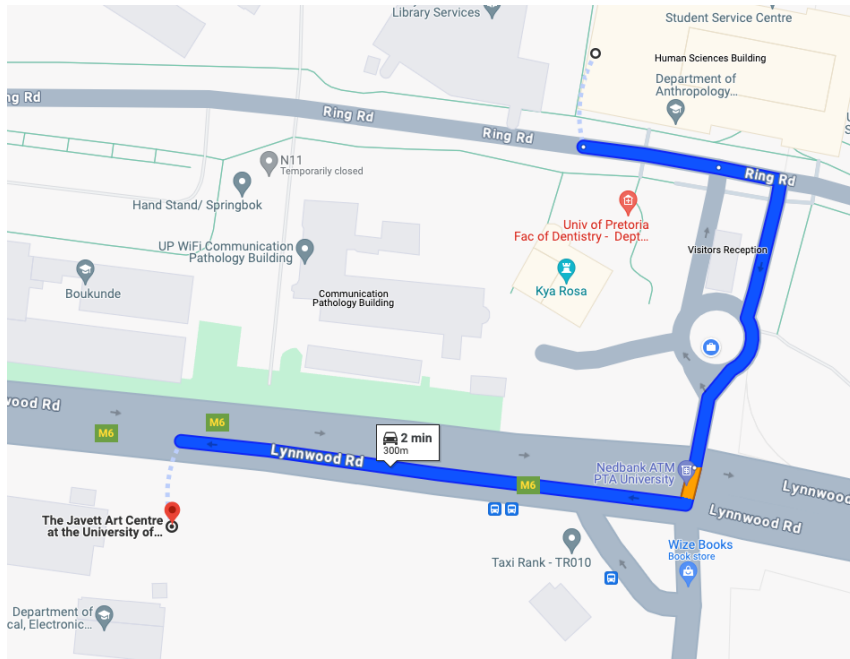 Library Services
Student Service Centre
Human Sciences Building
Department of
Anthropology...
ng Rd
Ring Rd
Ring Rd
Ring Rd
N11
Temporarily closed
Hand Stand/ Springbok
Univ of Pretoria
Fac of Dentistry - Dept...
Visitors Reception
UP WiFi Communication
Pathology Building
Kya Rosa
Boukunde
Communication
Pathology Building
wood Rd
M6
M6
2 min
300m
Lynnwood Rd
M6
Nedbank ATM
PTA University
Lynnwood
Lynnwood Rd
The Javett Art Centre
at the University of...
Taxi Rank - TR010
Wize Books
Book store
Department of
cal, Electronic...